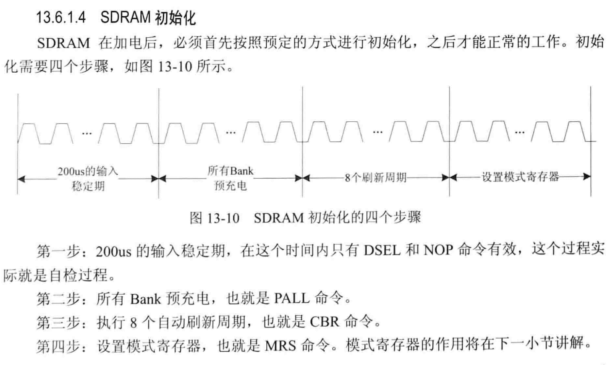 13.6.1.4 SDRAM 初始化
SDRAM 在加电后，必须首先按照预定的方式进行初始化，之后才能正常的工作。初始
化需要四个步骤，如图 13-10 所示。
... ... ... ...
200us的输入
稳定期
所有Bank
预充电
8个刷新周期
设置模式寄存器
图 13-10 SDRAM 初始化的四个步骤
第一步：200us 的输入稳定期，在这个时间内只有 DSEL 和 NOP 命令有效，这个过程实
际就是自检过程。
第二步：所有 Bank 预充电，也就是 PALL 命令。
第三步：执行 8 个自动刷新周期，也就是 CBR 命令。
第四步：设置模式寄存器，也就是 MRS 命令。模式寄存器的作用将在下一小节讲解。